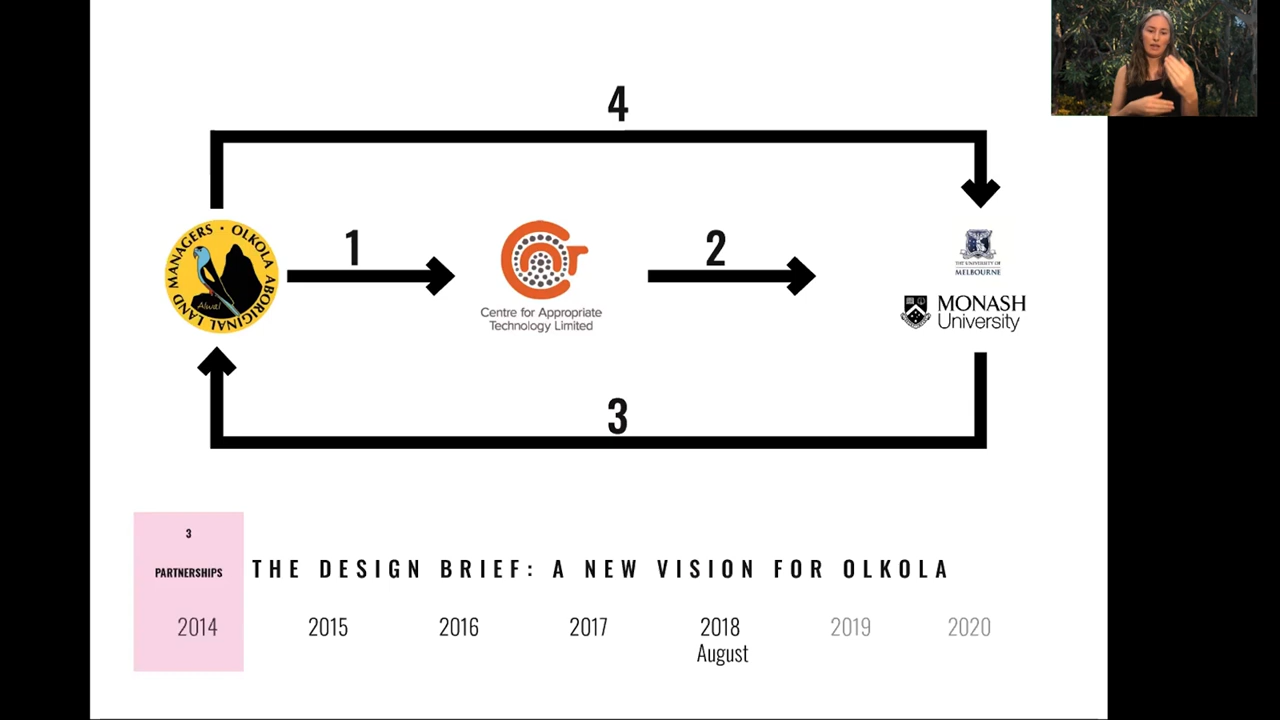 4
1
2
OLKOLA ABORIGINAL LAND MANAGERS
Alwal
Centre for Appropriate
Technology Limited
THE UNIVERSITY OF
MELBOURNE
MONASH
University
3
3
PARTNERSHIPS
THE DESIGN BRIEF: A NEW VISION FOR OLKOLA
2014 2015 2016 2017 2018 2019 2020
August